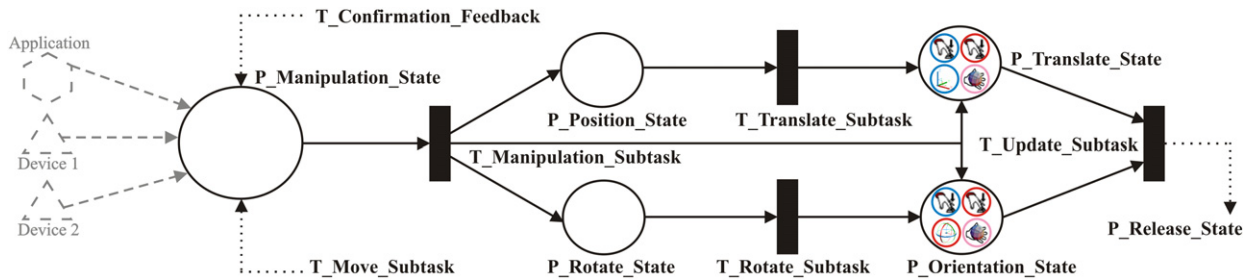 T_Confirmation_Feedback
Application
P_Manipulation_State
P_Translate_State
P_Position_State
T_Translate_Subtask
Device 1
T_Manipulation_Subtask
T_Update_Subtask
Device 2
P_Release_State
T_Move_Subtask
P_Rotate_State
T_Rotate_Subtask
P_Orientation_State